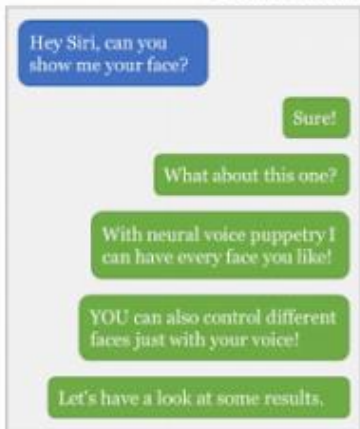 Hey Siri, can you
show me your face?
Sure!
What about this one?
With neural voice puppetry I
can have every face you like!
YOU can also control different
faces just with your voice!
Let's have a look at some results.